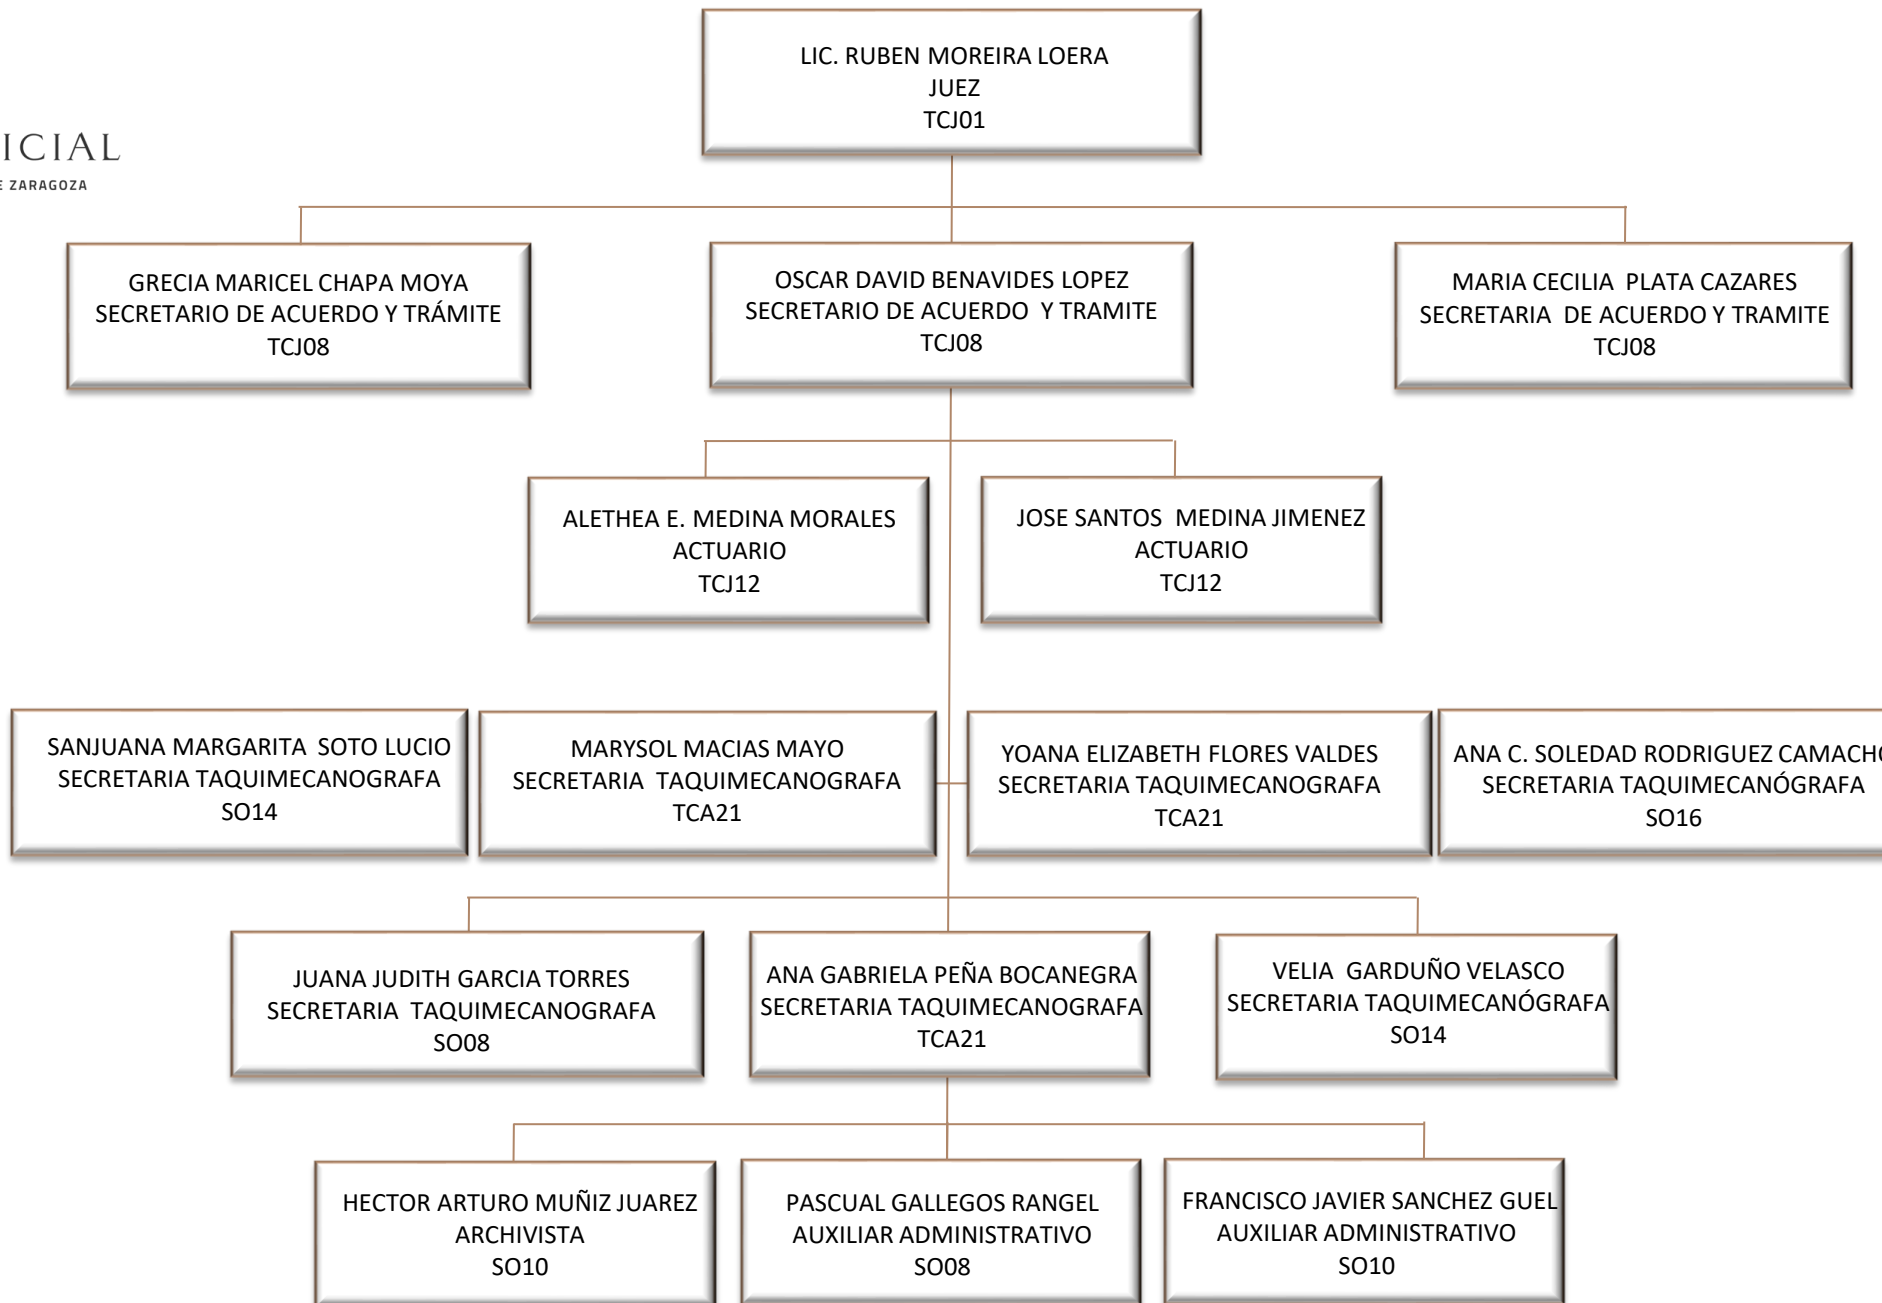 LIC. RUBEN MOREIRA LOERA
JUEZ
TCJ01
ICIAL
E ZARAGOZA
GRECIA MARICEL CHAPA MOYA
SECRETARIO DE ACUERDO Y TRÁMITE
TCJ08
OSCAR DAVID BENAVIDES LOPEZ
SECRETARIO DE ACUERDO Y TRAMITE
TCJ08
MARIA CECILIA PLATA CAZARES
SECRETARIA DE ACUERDO Y TRAMITE
TCJ08
ALETHEA E. MEDINA MORALES
ACTUARIO
TCJ12
JOSE SANTOS MEDINA JIMENEZ
ACTUARIO
TCJ12
SANJUANA MARGARITA SOTO LUCIO
SECRETARIA TAQUIMECANOGRAFA
SO14
MARYSOL MACIAS MAYO
SECRETARIA TAQUIMECANOGRAFA
TCA21
YOANA ELIZABETH FLORES VALDES
SECRETARIA TAQUIMECANOGRAFA
TCA21
ANA C. SOLEDAD RODRIGUEZ CAMACHO
SECRETARIA TAQUIMECANÓGRAFA
SO16
JUANA JUDITH GARCIA TORRES
SECRETARIA TAQUIMECANOGRAFA
SO08
ANA GABRIELA PEÑA BOCANEGRA
SECRETARIA TAQUIMECANOGRAFA
TCA21
VELIA GARDUÑO VELASCO
SECRETARIA TAQUIMECANÓGRAFA
SO14
HECTOR ARTURO MUÑIZ JUAREZ
ARCHIVISTA
SO10
PASCUAL GALLEGOS RANGEL
AUXILIAR ADMINISTRATIVO
SO08
FRANCISCO JAVIER SANCHEZ GUEL
AUXILIAR ADMINISTRATIVO
SO10